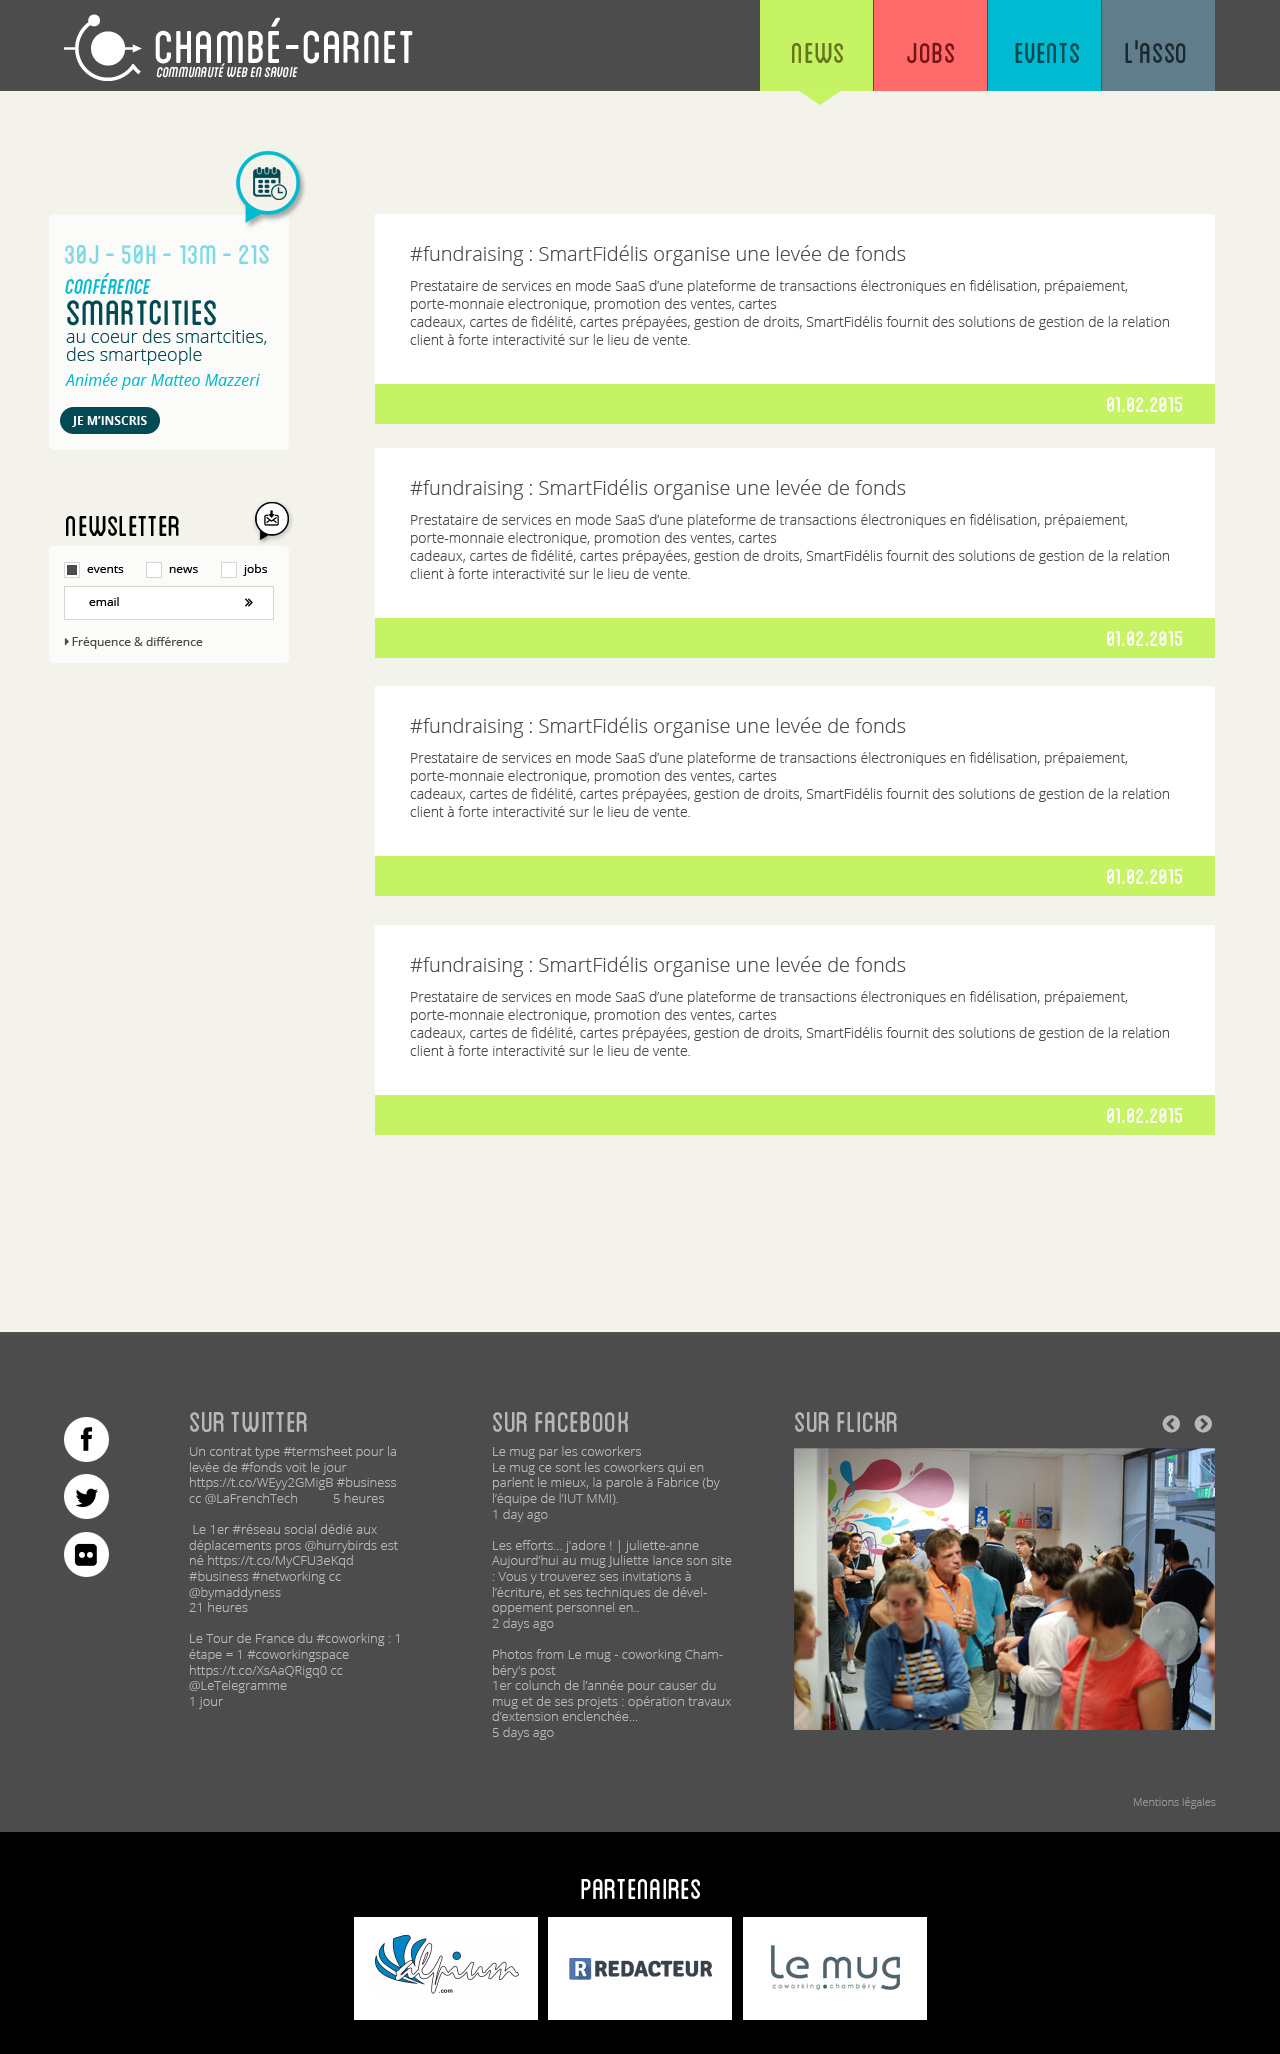 CHAMBÉ-CARNET
COMMUNAUTÉ WEB EN SAVOIE
NEWS
JOBS
EVENTS
L'ASSO
30J - 50H - 13M - 21S
CONFÉRENCE
SMARTCITIES
au coeur des smartcities,
des smartpeople
Animée par Matteo Mazzeri
JE M'INSCRIS
NEWSLETTER
events
news
jobs
email
Fréquence & différence
#fundraising : SmartFidélis organise une levée de fonds
Prestataire de services en mode SaaS d’une plateforme de transactions électroniques en fidélisation, prépaiement,
porte-monnaie electronique, promotion des ventes, cartes
cadeaux, cartes de fidélité, cartes prépayées, gestion de droits, SmartFidélis fournit des solutions de gestion de la relation
client à forte interactivité sur le lieu de vente.
01.02.2015
#fundraising : SmartFidélis organise une levée de fonds
Prestataire de services en mode SaaS d’une plateforme de transactions électroniques en fidélisation, prépaiement,
porte-monnaie electronique, promotion des ventes, cartes
cadeaux, cartes de fidélité, cartes prépayées, gestion de droits, SmartFidélis fournit des solutions de gestion de la relation
client à forte interactivité sur le lieu de vente.
01.02.2015
#fundraising : SmartFidélis organise une levée de fonds
Prestataire de services en mode SaaS d’une plateforme de transactions électroniques en fidélisation, prépaiement,
porte-monnaie electronique, promotion des ventes, cartes
cadeaux, cartes de fidélité, cartes prépayées, gestion de droits, SmartFidélis fournit des solutions de gestion de la relation
client à forte interactivité sur le lieu de vente.
01.02.2015
#fundraising : SmartFidélis organise une levée de fonds
Prestataire de services en mode SaaS d’une plateforme de transactions électroniques en fidélisation, prépaiement,
porte-monnaie electronique, promotion des ventes, cartes
cadeaux, cartes de fidélité, cartes prépayées, gestion de droits, SmartFidélis fournit des solutions de gestion de la relation
client à forte interactivité sur le lieu de vente.
01.02.2015
SUR TWITTER
Un contrat type #termsheet pour la
levée de #fonds voit le jour
https://t.co/WEyy2GMigB #business
cc @LaFrenchTech 5 heures
Le 1er #réseau social dédié aux
déplacements pros @hurrybirds est
né https://t.co/MyCFU3eKqd
#business #networking cc
@bymaddyness
21 heures
Le Tour de France du #coworking : 1
étape = 1 #coworkingspace
https://t.co/XsAaQRigq0 cc
@LeTelegramme
1 jour
SUR FACEBOOK
Le mug par les coworkers
Le mug ce sont les coworkers qui en
parlent le mieux, la parole à Fabrice (by
l’équipe de l’IUT MMI).
1 day ago
Les efforts... j’adore ! | juliette-anne
Aujourd’hui au mug Juliette lance son site
: Vous y trouverez ses invitations à
l’écriture, et ses techniques de dével-
oppement personnel en..
2 days ago
Photos from Le mug - coworking Cham-
béry's post
1er colunch de l’année pour causer du
mug et de ses projets : opération travaux
d’extension enclenchée...
5 days ago
SUR FLICKR
Mentions légales
PARTENAIRES
alpium
.com
R REDACTEUR
Le mug
coworking chambéry